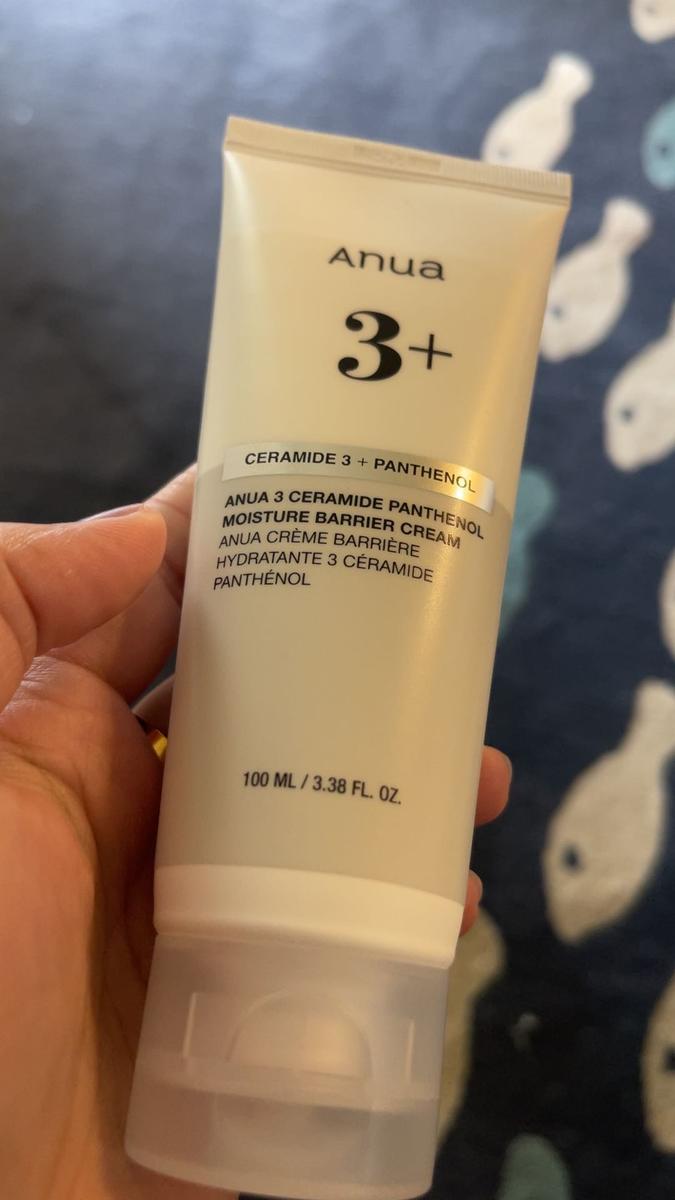 Anua
3+
CERAMIDE 3 + PANTHENOL
ANUA 3 CERAMIDE PANTHENOL
MOISTURE BARRIER CREAM
ANUA CRÈME BARRIÈRE
HYDRATANTE 3 CÉRAMIDE
PANTHÉNOL
100 ML / 3.38 FL. OZ.